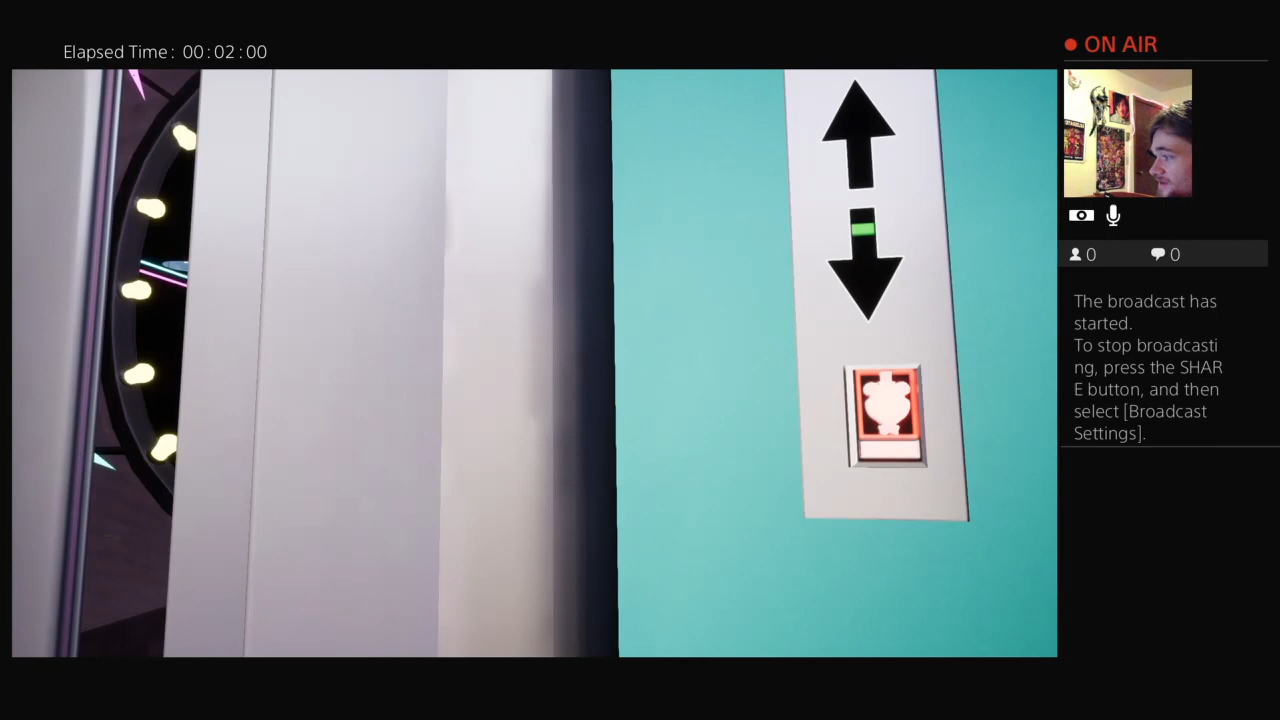 Elapsed Time: 00:02:00
ON AIR
0
0
The broadcast has
started.
To stop broadcasti
ng, press the SHAR
E button, and then
select [Broadcast
Settings].